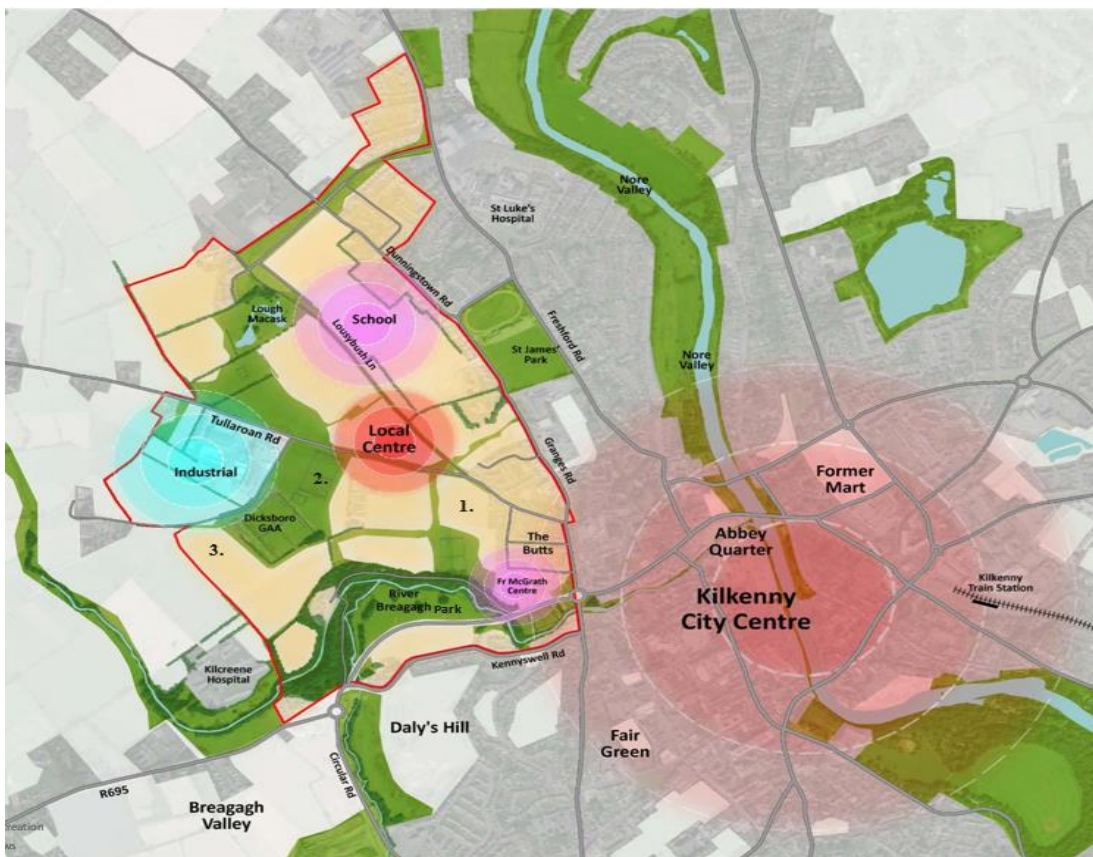 Nore
Valley
St Luke's
Hospital
Dunningstown Rd
Lough
Macask
School
Lousybush Ln
St James'
Park
Freshford Rd
Nore
Valley
Tullaroan Rd
Local
Centre
Granges Rd
Industrial
2.
1.
Former
Mart
Dicksboro
GAA
3.
The
Butts
Abbey
Quarter
Fr McGrath
Centre
River
Breagagh Park
Kilkenny
City Centre
Kilkenny
Train Station
Kilcreene
Hospital
Kennyswell Rd
Daly's Hill
Fair
Green
Circular Rd
R695
Breagagh
Valley